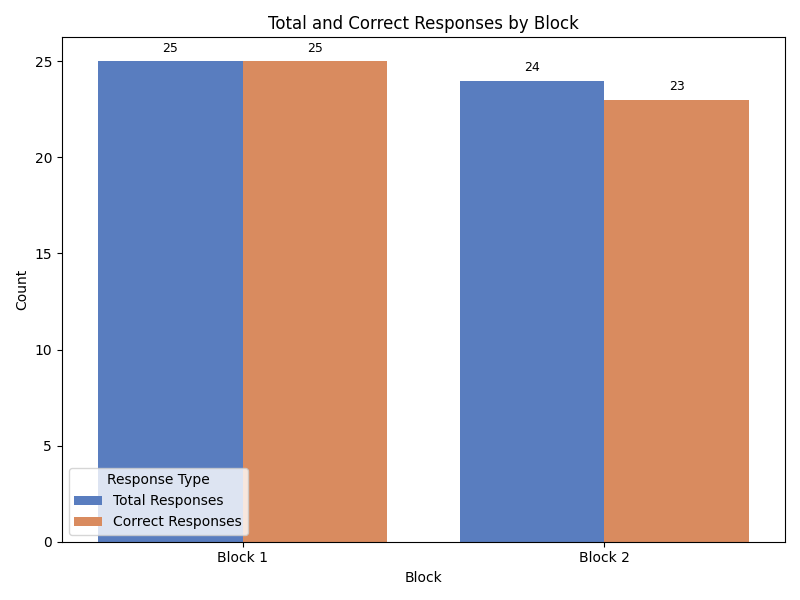 Total and Correct Responses by Block
25
25
24
23
25
20
15
10
5
0
Count
Response Type
Total Responses
Correct Responses
Block 1
Block 2
Block